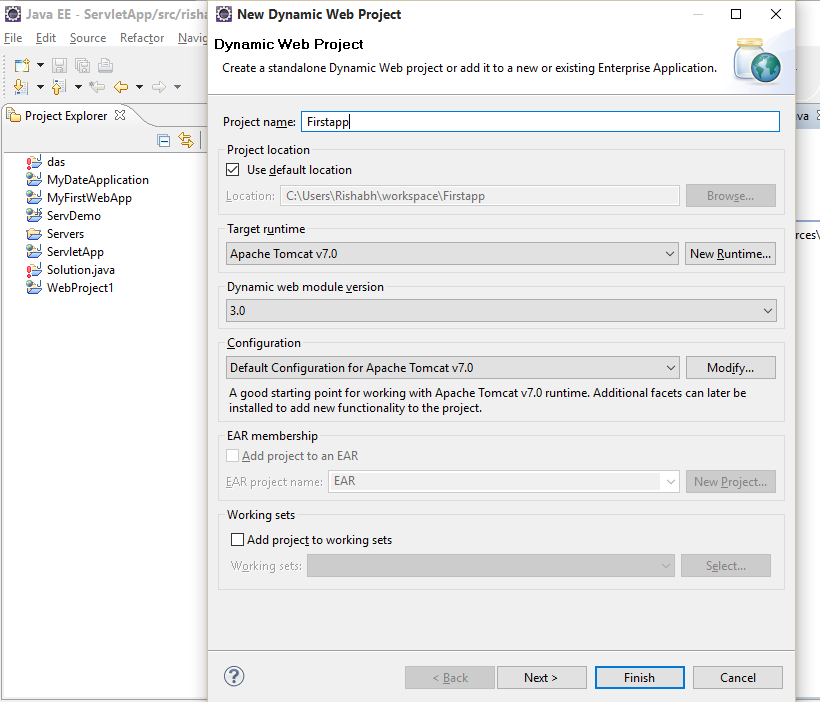 Java EE - ServletApp/src/risha
File Edit Source Refactor Navig
Project Explorer
das
MyDateApplication
MyFirstWebApp
ServDemo
Servers
ServletApp
Solution.java
WebProject1
New Dynamic Web Project
Dynamic Web Project
Create a standalone Dynamic Web project or add it to a new or existing Enterprise Application.
Project name: Firstapp
Project location
Use default location
Location: C:\Users\Rishabh\workspace\Firstapp Browse...
Target runtime
Apache Tomcat v7.0 New Runtime...
Dynamic web module version
3.0
Configuration
Default Configuration for Apache Tomcat v7.0 Modify...
A good starting point for working with Apache Tomcat v7.0 runtime. Additional facets can later be
installed to add new functionality to the project.
EAR membership
Add project to an EAR
EAR project name: EAR New Project...
Working sets
Add project to working sets
Working sets: Select...
? < Back Next > Finish Cancel
ava
rces\